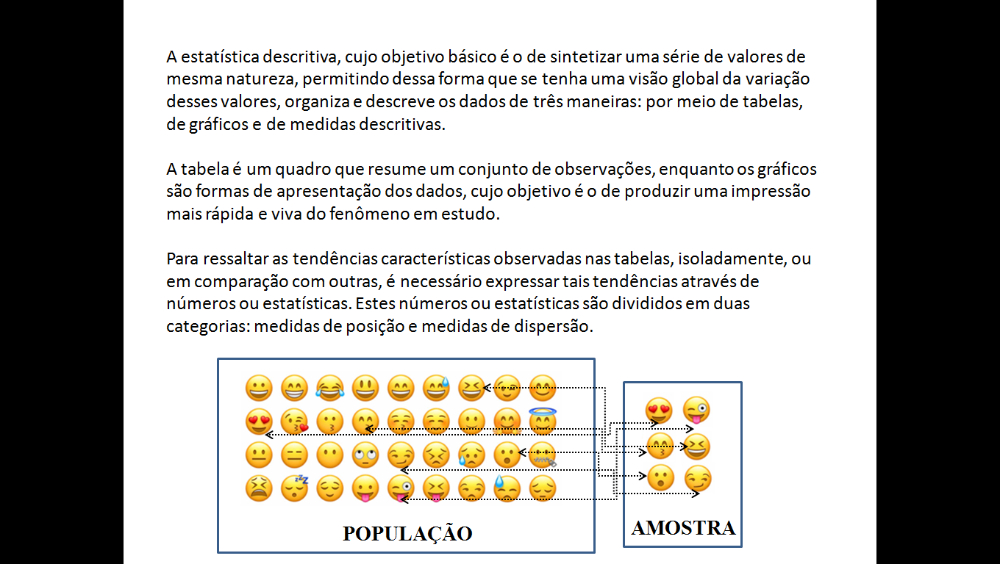 A estatística descritiva, cujo objetivo básico é o de sintetizar uma série de valores de
mesma natureza, permitindo dessa forma que se tenha uma visão global da variação
desses valores, organiza e descreve os dados de três maneiras: por meio de tabelas,
de gráficos e de medidas descritivas.
A tabela é um quadro que resume um conjunto de observações, enquanto os gráficos
são formas de apresentação dos dados, cujo objetivo é o de produzir uma impressão
mais rápida e viva do fenômeno em estudo.
Para ressaltar as tendências características observadas nas tabelas, isoladamente, ou
em comparação com outras, é necessário expressar tais tendências através de
números ou estatísticas. Estes números ou estatísticas são divididos em duas
categorias: medidas de posição e medidas de dispersão.
POPULAÇÃO
AMOSTRA